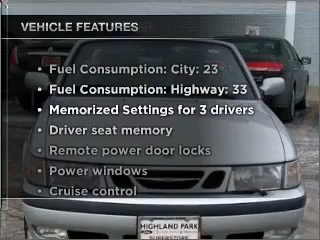 VEHICLE FEATURES
• Fuel Consumption: City: 23
• Fuel Consumption: Highway: 33
• Memorized Settings for 3 drivers
• Driver seat memory
• Remote power door locks
• Power windows
• Cruise control
HIGHLAND PARK